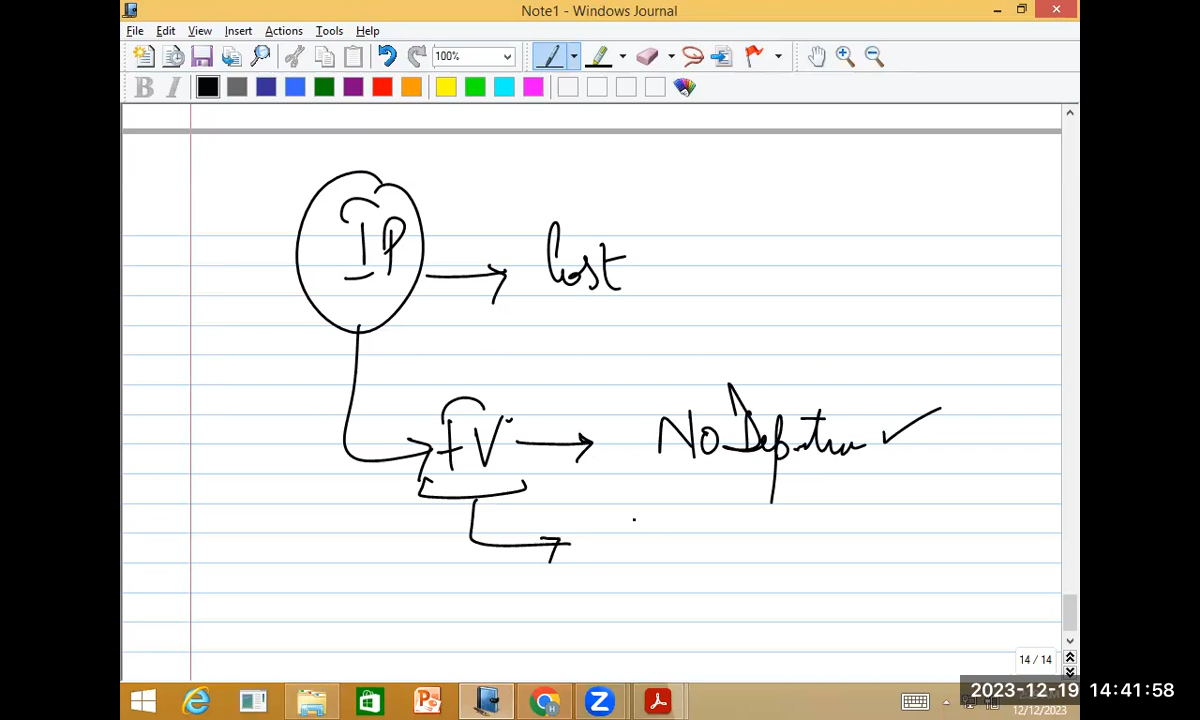 Note1 - Windows Journal
File Edit View Insert Actions Tools Help
100%
B I
IP → Cost
FV → No
14 / 14
2023-12-19 14:41:58
12/12/2023